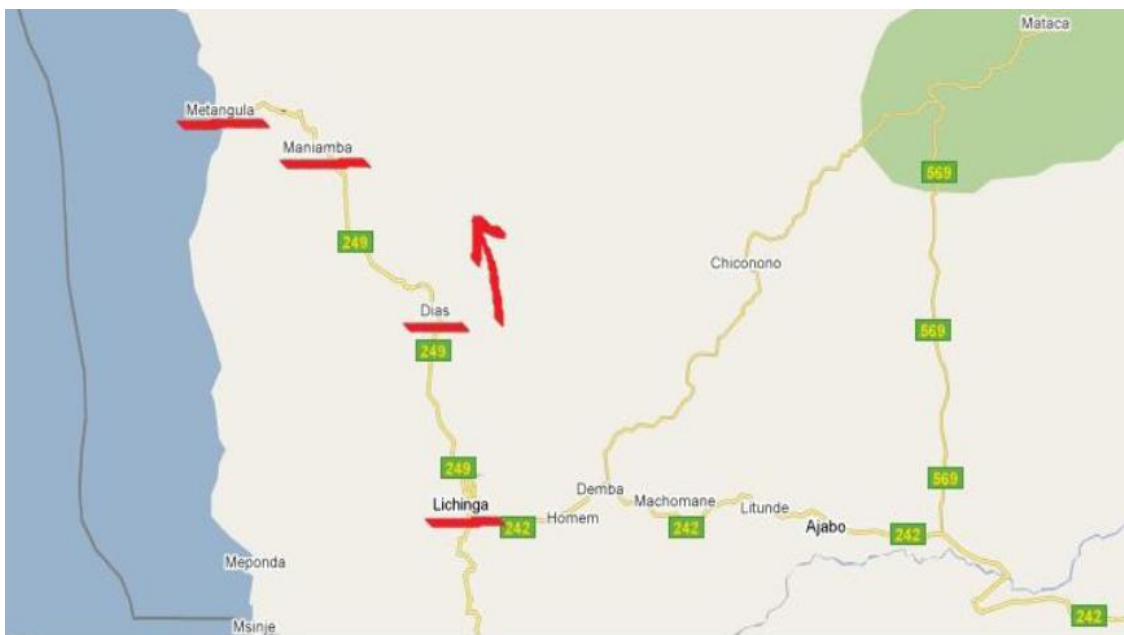 Mataca
Metangula
Maniamba
569
249
Chiconono
Dias
569
249
249
569
Demba
Lichinga
Machomane
Litunde
242
Homem
242
Ajabo
242
Meponda
242
Msinje